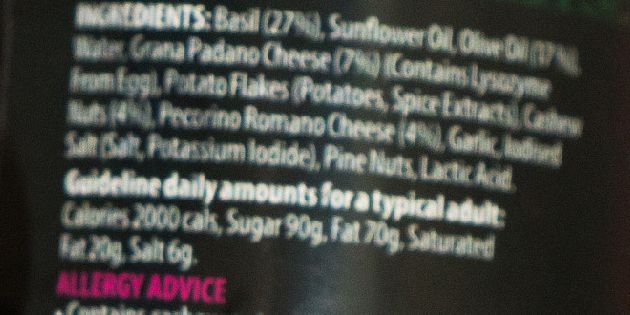 INGREDIENTS: Basil (27%), Sunflower Oil, Olive Oil (17%),
Water, Grana Padano Cheese (7%) (Contains Lysozyme
from Egg), Potato Flakes (Potatoes, Spice Extracts), Cashew
Nuts (4%), Pecorino Romano Cheese (4%), Garlic, Iodised
Salt (Salt, Potassium Iodide), Pine Nuts, Lactic Acid.
Guideline daily amounts for a typical adult:
Calories 2000 cals, Sugar 90g, Fat 70g, Saturated
Fat 20g, Salt 6g.
ALLERGY ADVICE
• Contains